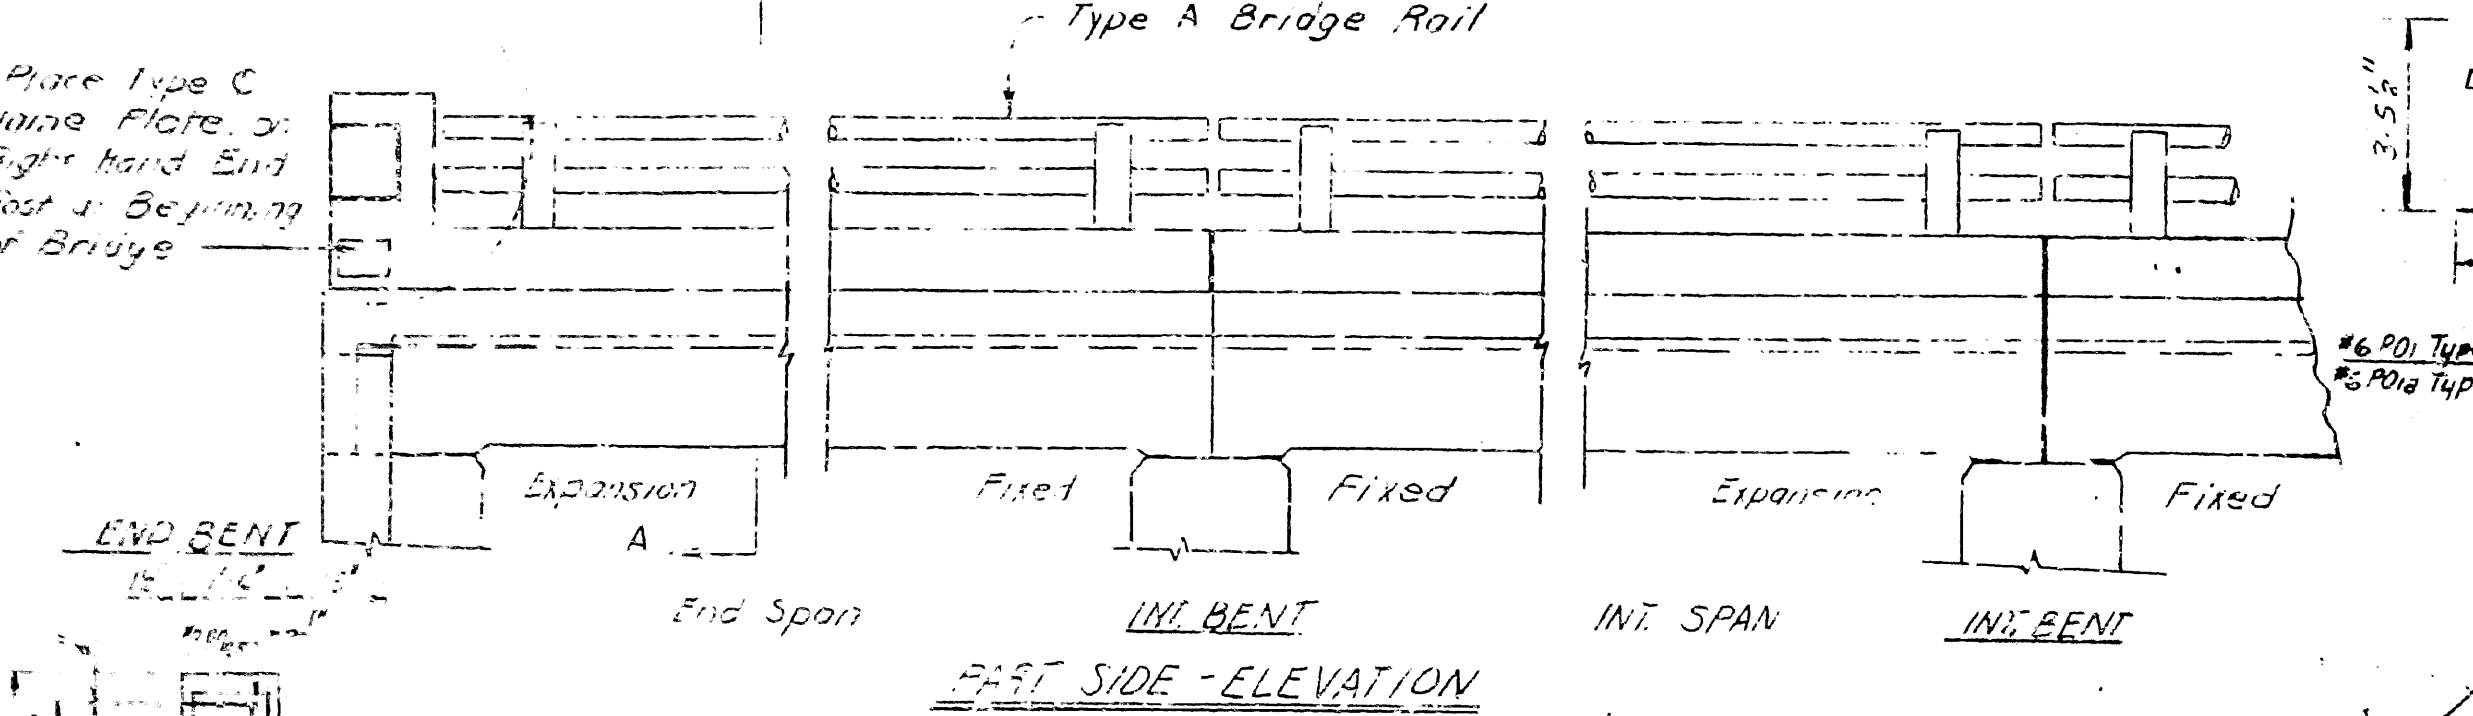 Type A Bridge Rail
Place Type C
Name Plate on
Right Hand End
Post at Beginning
of Bridge
3'-5½"
#6 P01 Typ
#6 P01a Typ
Expansion
Fixed
Fixed
Expansion
Fixed
END BENT
A
End Span
INT. BENT
INT. SPAN
INT. BENT
PART SIDE - ELEVATION